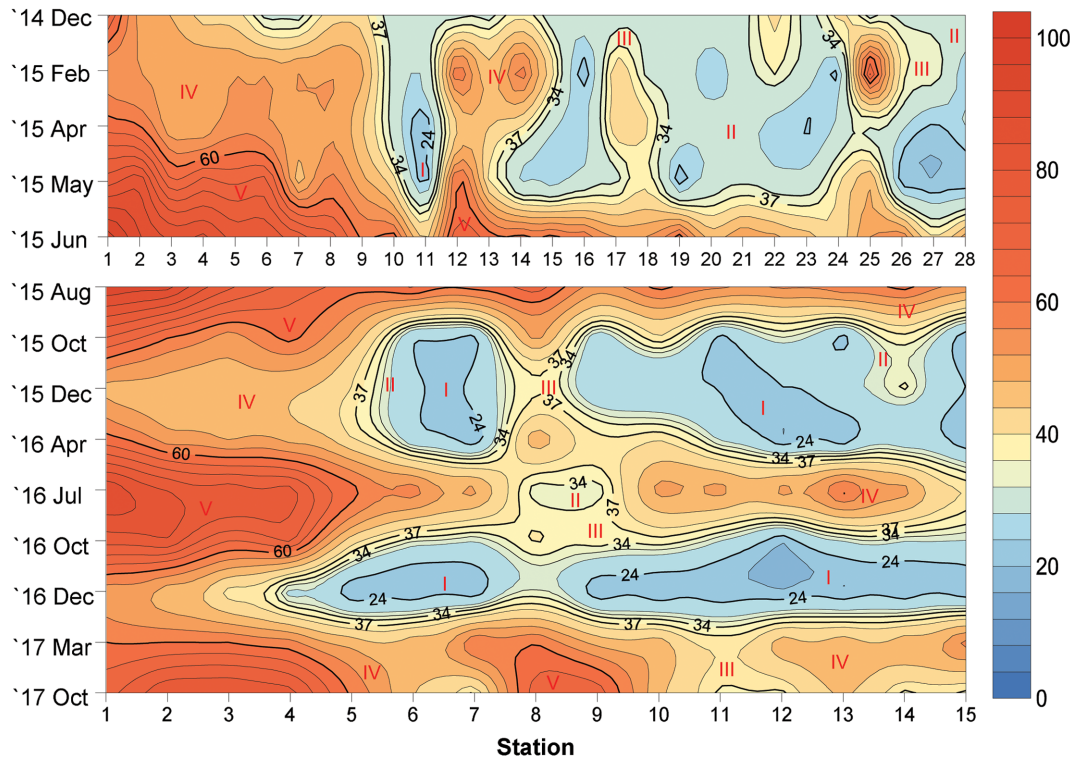 `14 Dec
`15 Feb
`15 Apr
`15 May
`15 Jun
37 34 34 III II
IV IV III
34
60 34 24 37 34 II
V I 37
V
1 2 3 4 5 6 7 8 9 10 11 12 13 14 15 16 17 18 19 20 21 22 23 24 25 26 27 28
`15 Aug
`15 Oct
`15 Dec
`16 Apr
`16 Jul
`16 Oct
`16 Dec
`17 Mar
`17 Oct
IV
V
37 34 II
II I III
IV 37 37 I
24 34 24
60 34 37
V 34 II 37 IV
37 III 37 34
60 34 34
24 24
I I
24 24
37 34 37 34
IV III IV
V
1 2 3 4 5 6 7 8 9 10 11 12 13 14 15
Station
100
80
60
40
20
0